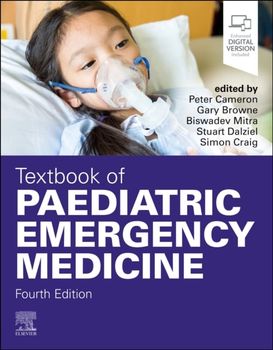 Enhanced
DIGITAL
VERSION
Included
edited by
Peter Cameron
Gary Browne
Biswadev Mitra
Stuart Dalziel
Simon Craig
Textbook of
PAEDIATRIC
EMERGENCY
MEDICINE
Fourth Edition
ELSEVIER